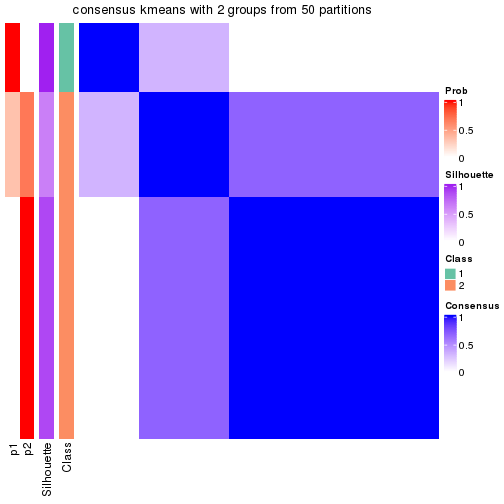 consensus kmeans with 2 groups from 50 partitions
Prob
1
0.5
0
Silhouette
1
0.5
0
Class
1
2
Consensus
1
0.5
0
p1
p2
Silhouette
Class